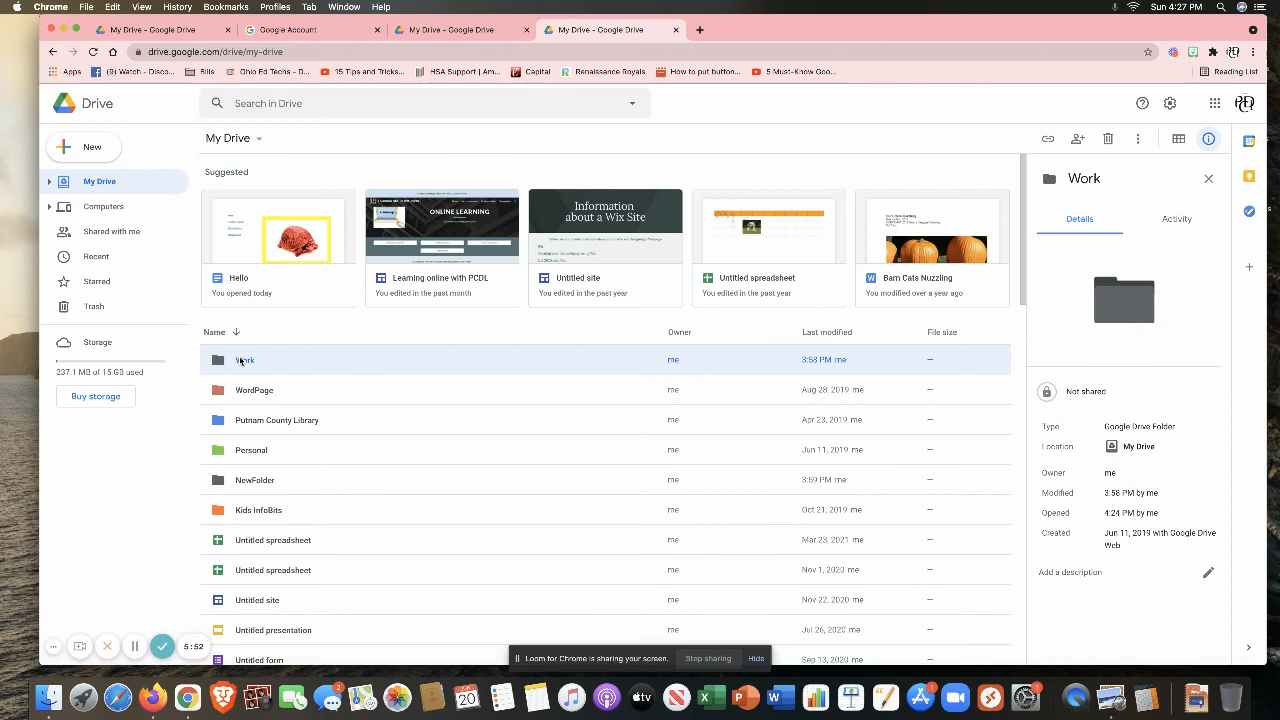 Chrome File Edit View History Bookmarks Profiles Tab Window Help
Sun 4:27 PM
My Drive - Google Drive
Google Account
My Drive - Google Drive
My Drive - Google Drive
drive.google.com/drive/my-drive
Apps
(9) Watch - Disco...
Bills
Ohio Ed Techs - D...
15 Tips and Tricks...
HSA Support | Am...
Capital
Renaissance Royals
How to put button...
5 Must-Know Goo...
Reading List
Drive
Search in Drive
New
My Drive
My Drive
Computers
Shared with me
Recent
Starred
Trash
Storage
237.1 MB of 15 GB used
Buy storage
Suggested
ONLINE LEARNING
Information
about a Wix Site
Hello
You opened today
Learning online with PCDL
You edited in the past month
Untitled site
You edited in the past year
Untitled spreadsheet
You edited in the past year
Barn Cats Nuzzling
You modified over a year ago
Name Owner Last modified File size
Work me 3:58 PM me —
WordPage me Aug 28, 2019 me —
Putnam County Library me Apr 23, 2019 me —
Personal me Jun 11, 2019 me —
NewFolder me 3:59 PM me —
Kids InfoBits me Oct 21, 2019 me —
Untitled spreadsheet me Mar 23, 2021 me —
Untitled spreadsheet me Nov 1, 2020 me —
Untitled site me Nov 22, 2020 me —
Untitled presentation me Jul 26, 2020 me —
Untitled form me Sep 13, 2020 me —
Work
Details
Activity
Not shared
Type Google Drive Folder
Location My Drive
Owner me
Modified 3:58 PM by me
Opened 4:24 PM by me
Created Jun 11, 2019 with Google Drive
Web
Add a description
5:52
Loom for Chrome is sharing your screen.
Stop sharing
Hide